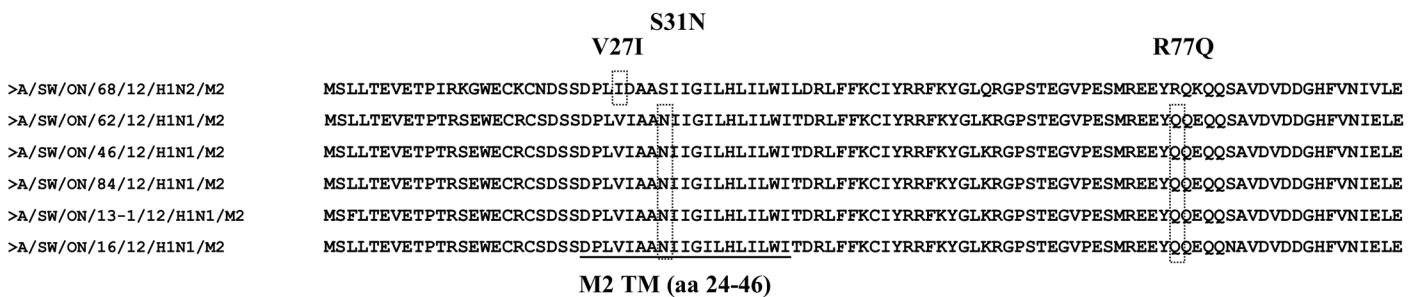 S31N
V27I R77Q
>A/SW/ON/68/12/H1N2/M2 MSLLTEVETPIRKGWECKCNDSSDPLIDAASIIGILHLILWILDRLFFKCIYRRFKYGLQRGPSTEGVPESMREEYRQKQQSAVDVDDGHFVNIVLE
>A/SW/ON/62/12/H1N1/M2 MSLLTEVETPTRSEWECRCSDSSDPLVIAANIIGILHLILWITDRLFFKCIYRRFKYGLKRGPSTEGVPESMREEYQQEQQSAVDVDDGHFVNIELE
>A/SW/ON/46/12/H1N1/M2 MSLLTEVETPTRSEWECRCSDSSDPLVIAANIIGILHLILWITDRLFFKCIYRRFKYGLKRGPSTEGVPESMREEYQQEQQSAVDVDDGHFVNIELE
>A/SW/ON/84/12/H1N1/M2 MSLLTEVETPTRSEWECRCSDSSDPLVIAANIIGILHLILWITDRLFFKCIYRRFKYGLKRGPSTEGVPESMREEYQQEQQSAVDVDDGHFVNIELE
>A/SW/ON/13-1/12/H1N1/M2 MSFLTEVETPTRSEWECRCSDSSDPLVIAANIIGILHLILWITDRLFFKCIYRRFKYGLKRGPSTEGVPESMREEYQQEQQSAVDVDDGHFVNIELE
>A/SW/ON/16/12/H1N1/M2 MSLLTEVETPTRSEWECRCSDSSDPLVIAANIIGILHLILWITDRLFFKCIYRRFKYGLKRGPSTEGVPESMREEYQQEQQNAVDVDDGHFVNIELE
M2 TM (aa 24-46)